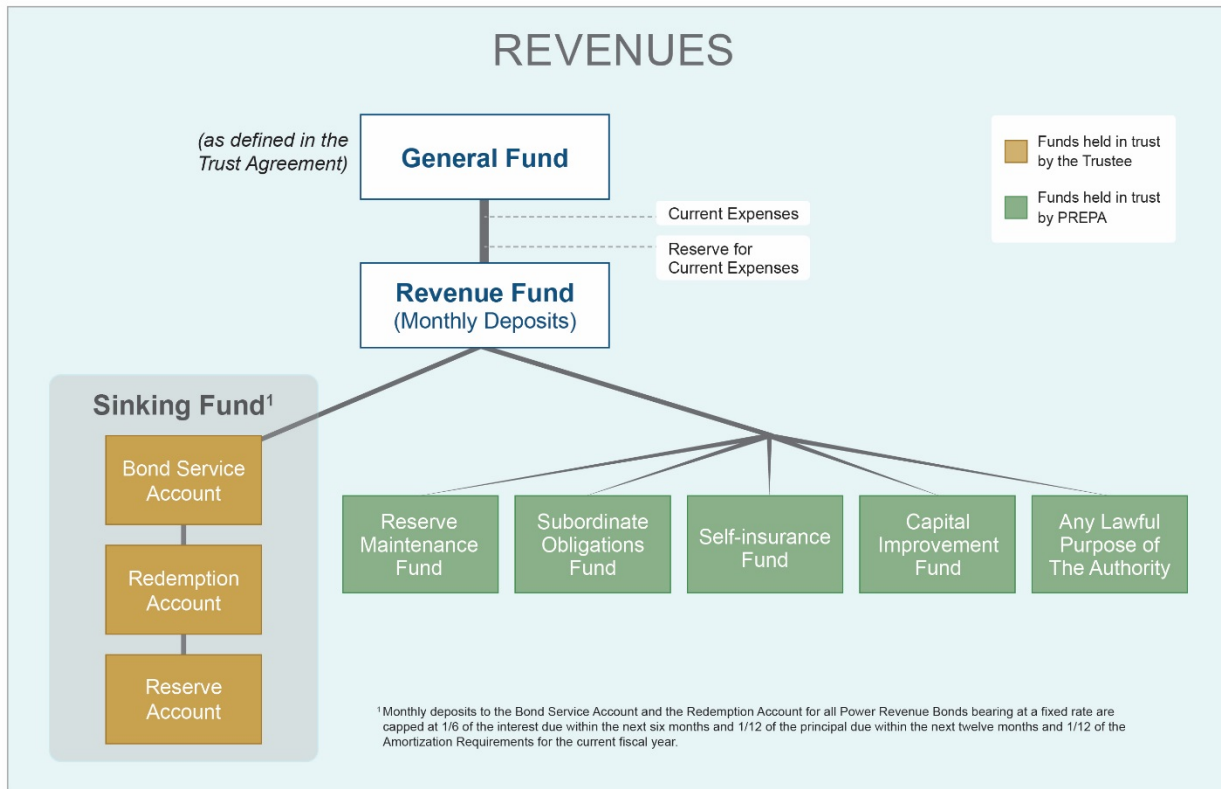 REVENUES
(as defined in the
Trust Agreement)
General Fund
Funds held in trust
by the Trustee
Funds held in trust
by PREPA
Current Expenses
Reserve for
Current Expenses
Revenue Fund
(Monthly Deposits)
Sinking Fund¹
Bond Service
Account
Redemption
Account
Reserve
Account
Reserve
Maintenance
Fund
Subordinate
Obligations
Fund
Self-insurance
Fund
Capital
Improvement
Fund
Any Lawful
Purpose of
The Authority
¹ Monthly deposits to the Bond Service Account and the Redemption Account for all Power Revenue Bonds bearing at a fixed rate are
capped at 1/6 of the interest due within the next six months and 1/12 of the principal due within the next twelve months and 1/12 of the
Amortization Requirements for the current fiscal year.